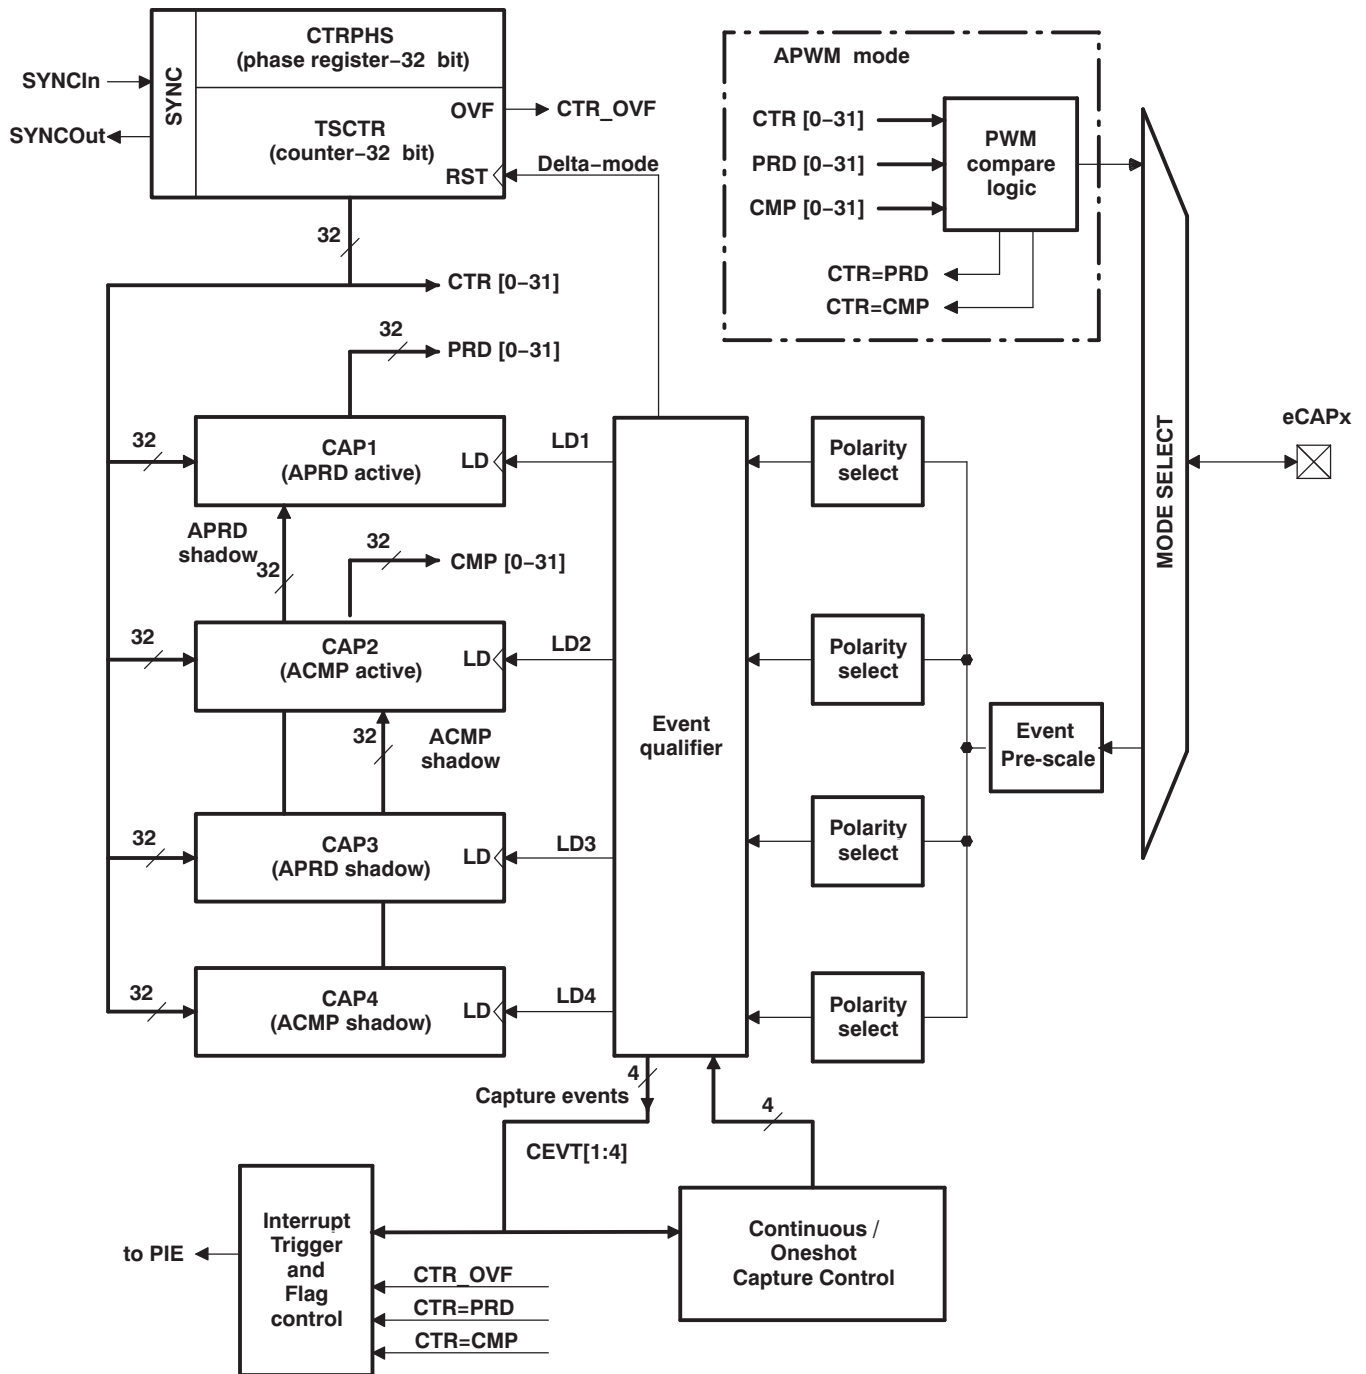 CTRPHS
(phase register−32 bit)
SYNCIn
SYNC
SYNCOut
OVF
CTR_OVF
TSCTR
(counter−32 bit)
RST
Delta−mode
32
CTR [0−31]
32
PRD [0−31]
APWM mode
CTR [0−31]
PRD [0−31]
CMP [0−31]
PWM
compare
logic
CTR=PRD
CTR=CMP
MODE SELECT
eCAPx
32
CAP1
(APRD active)
LD
LD1
Polarity
select
APRD
shadow
32
32
CMP [0−31]
32
CAP2
(ACMP active)
LD
LD2
Polarity
select
32
ACMP
shadow
Event
qualifier
Event
Pre-scale
32
CAP3
(APRD shadow)
LD
LD3
Polarity
select
32
CAP4
(ACMP shadow)
LD
LD4
Polarity
select
4
Capture events
CEVT[1:4]
4
Interrupt
Trigger
and
Flag
control
to PIE
CTR_OVF
CTR=PRD
CTR=CMP
Continuous /
Oneshot
Capture Control